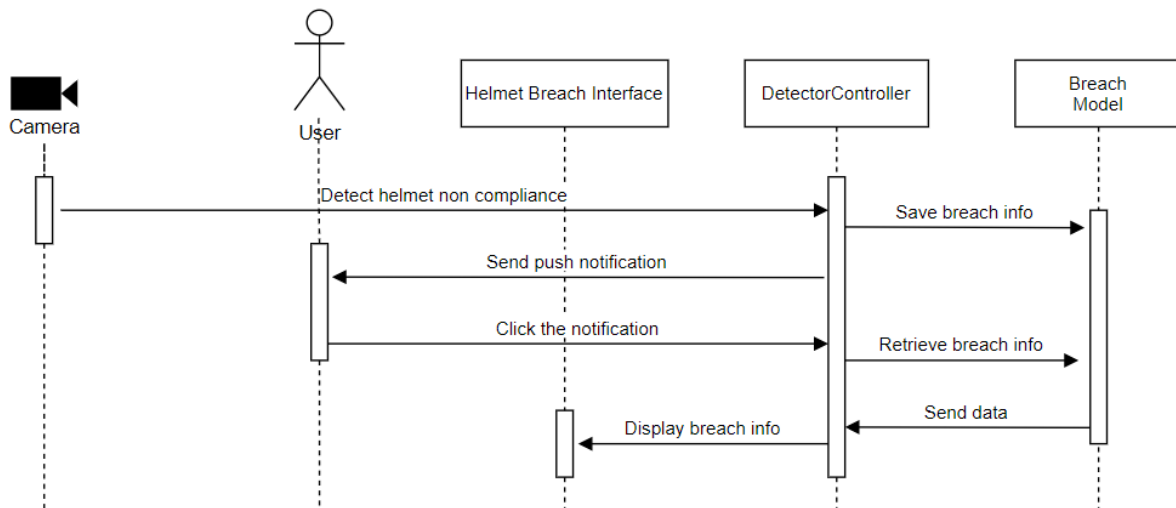 Camera
User
Helmet Breach Interface
DetectorController
Breach
Model
Detect helmet non compliance
Save breach info
Send push notification
Click the notification
Retrieve breach info
Send data
Display breach info